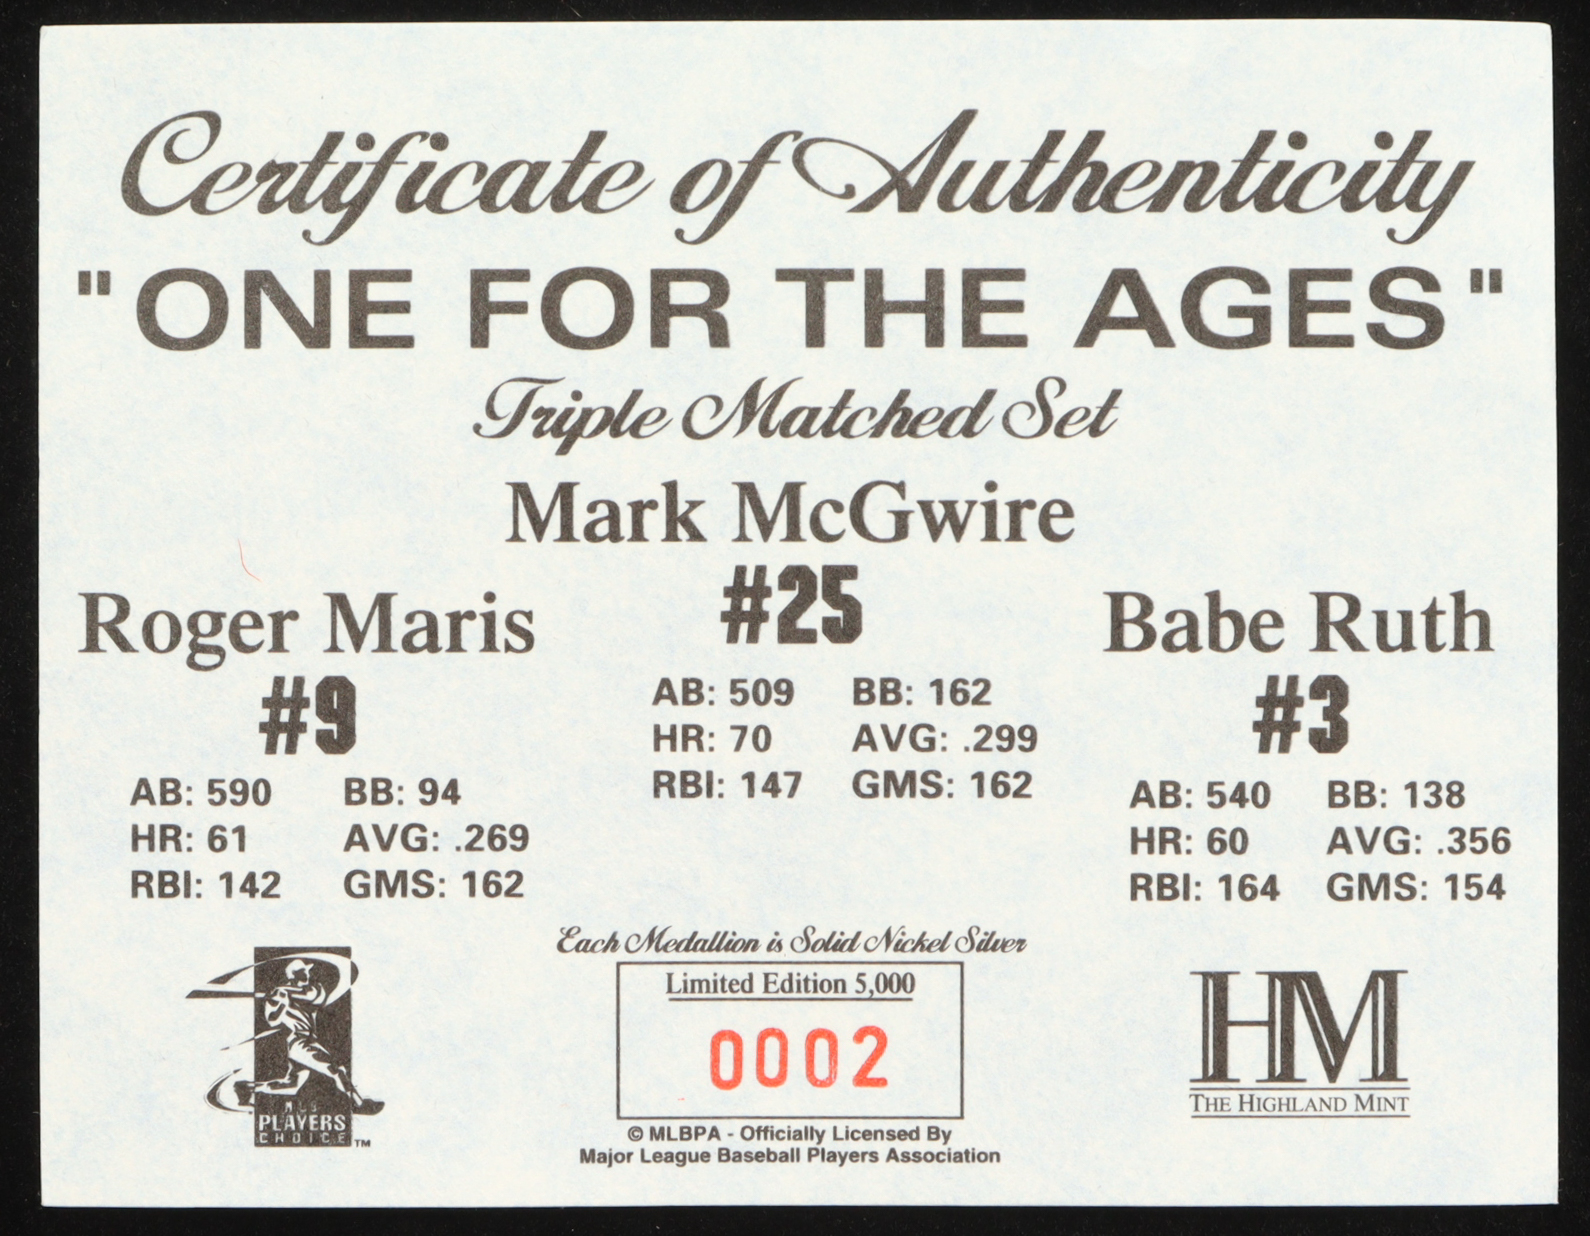 Certificate of Authenticity
"ONE FOR THE AGES"
Triple Matched Set
Mark McGwire
#25
AB: 509 BB: 162
HR: 70 AVG: .299
RBI: 147 GMS: 162
Roger Maris
#9
AB: 590 BB: 94
HR: 61 AVG: .269
RBI: 142 GMS: 162
Babe Ruth
#3
AB: 540 BB: 138
HR: 60 AVG: .356
RBI: 164 GMS: 154
Each Medallion is Solid Nickel Silver
Limited Edition 5,000
0002
© MLBPA - Officially Licensed By
Major League Baseball Players Association
PLAYERS
CHOICE™
HM
THE HIGHLAND MINT